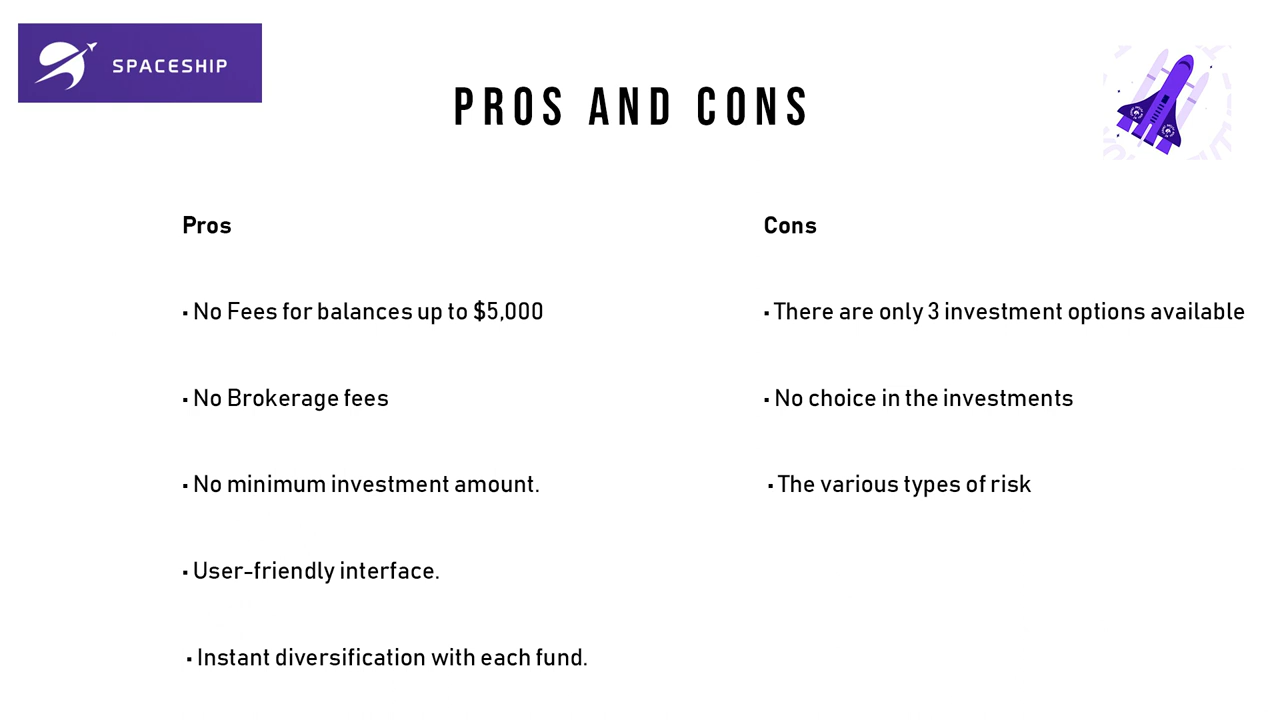 SPACESHIP
PROS AND CONS
Pros
▪ No Fees for balances up to $5,000
▪ No Brokerage fees
▪ No minimum investment amount.
▪ User-friendly interface.
▪ Instant diversification with each fund.
Cons
▪ There are only 3 investment options available
▪ No choice in the investments
▪ The various types of risk